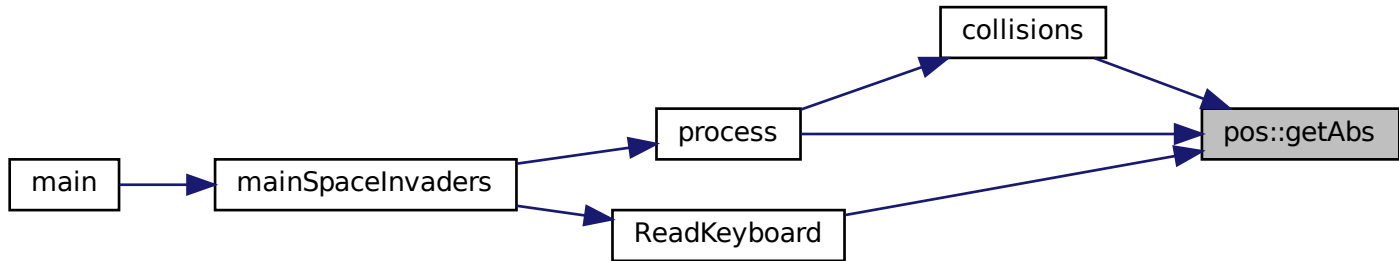 collisions
process
pos::getAbs
main
mainSpaceInvaders
ReadKeyboard